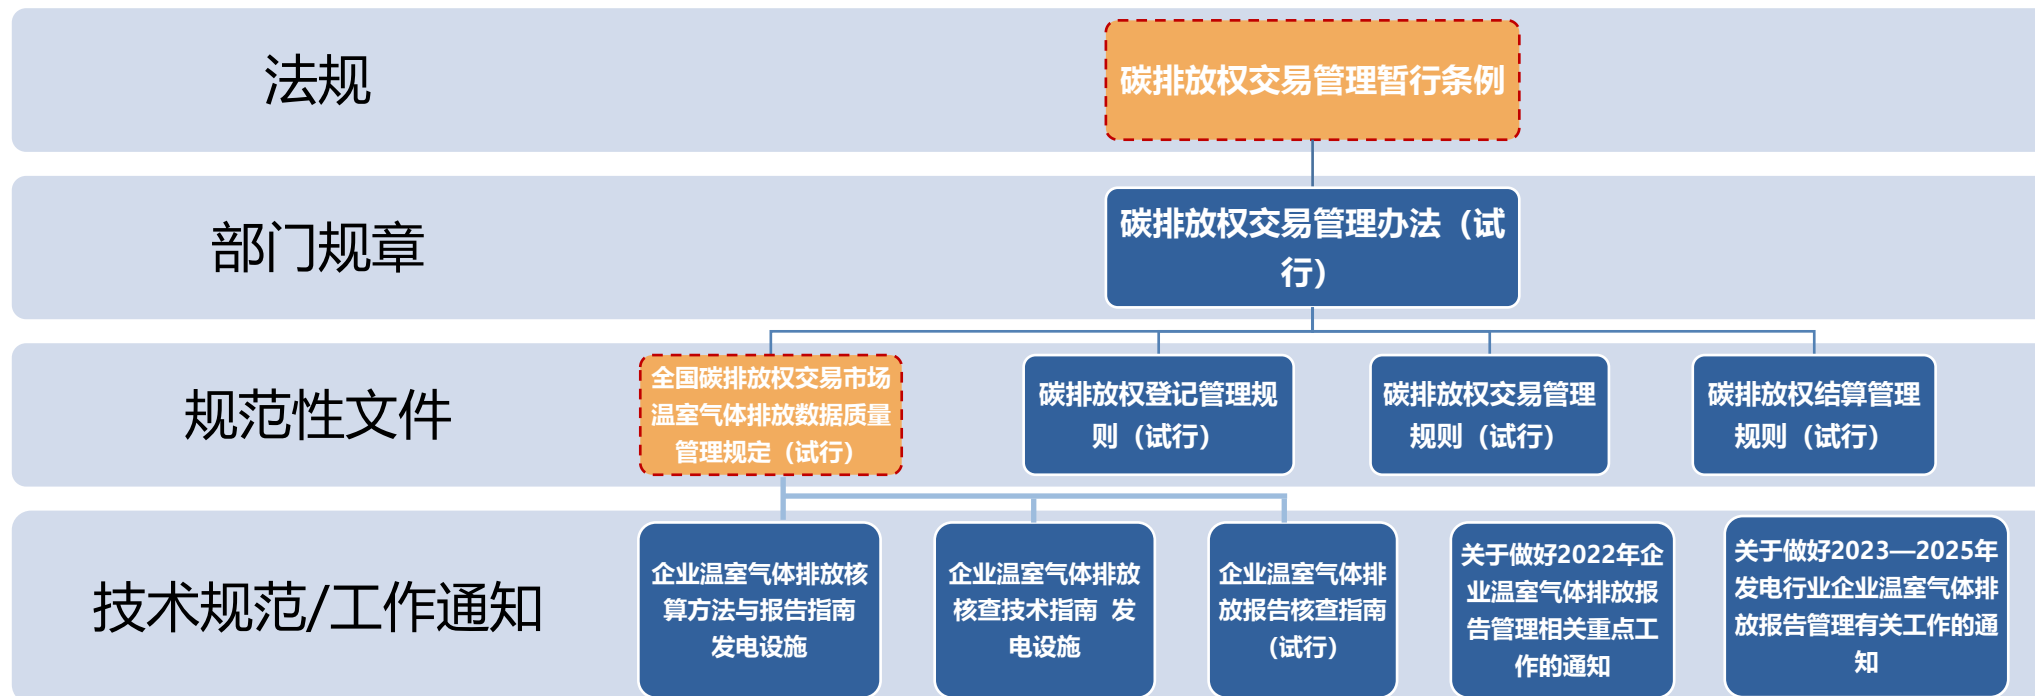 法规
碳排放权交易管理暂行条例
部门规章
碳排放权交易管理办法（试
行）
规范性文件
全国碳排放权交易市场
温室气体排放数据质量
管理规定（试行）
碳排放权登记管理规
则（试行）
碳排放权交易管理
规则（试行）
碳排放权结算管理
规则（试行）
技术规范/工作通知
企业温室气体排放核
算方法与报告指南
发电设施
企业温室气体排放
核查技术指南 发
电设施
企业温室气体排
放报告核查指南
（试行）
关于做好2022年企
业温室气体排放报
告管理相关重点工
作的通知
关于做好2023—2025年
发电行业企业温室气体排
放报告管理有关工作的通
知